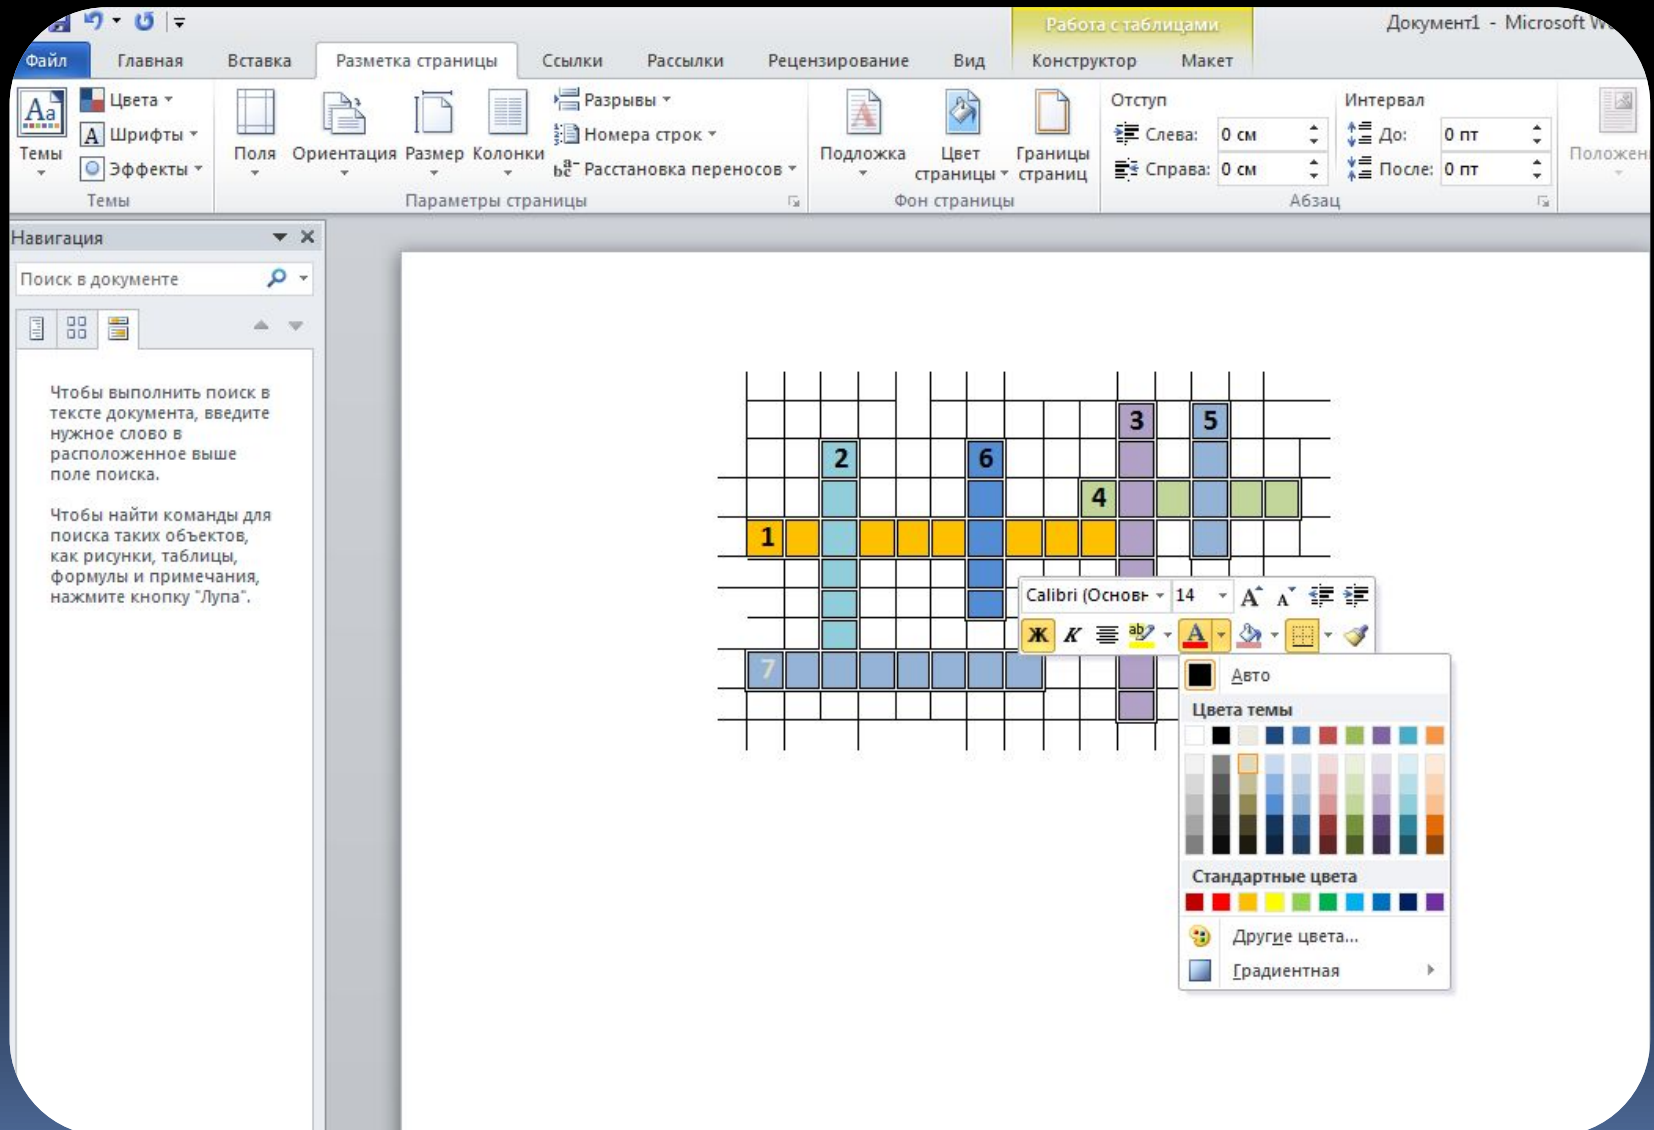 Работа с таблицами
Документ1 - Microsoft
Файл Главная Вставка Разметка страницы Ссылки Рассылки Рецензирование Вид Конструктор Макет
Aa Темы
Цвета
Шрифты
Эффекты
Темы
Поля Ориентация Размер Колонки
Разрывы
Номера строк
Расстановка переносов
Параметры страницы
Подложка Цвет страницы Границы страниц
Фон страницы
Отступ
Слева: 0 см
Справа: 0 см
Интервал
До: 0 пт
После: 0 пт
Абзац
Навигация
Поиск в документе
Чтобы выполнить поиск в
тексте документа, введите
нужное слово в
расположенное выше
поле поиска.
Чтобы найти команды для
поиска таких объектов,
как рисунки, таблицы,
формулы и примечания,
нажмите кнопку "Лупа".
3 5
2 6
4
1
7
Calibri (Основн 14
Ж К
Авто
Цвета темы
Стандартные цвета
Другие цвета...
Градиентная